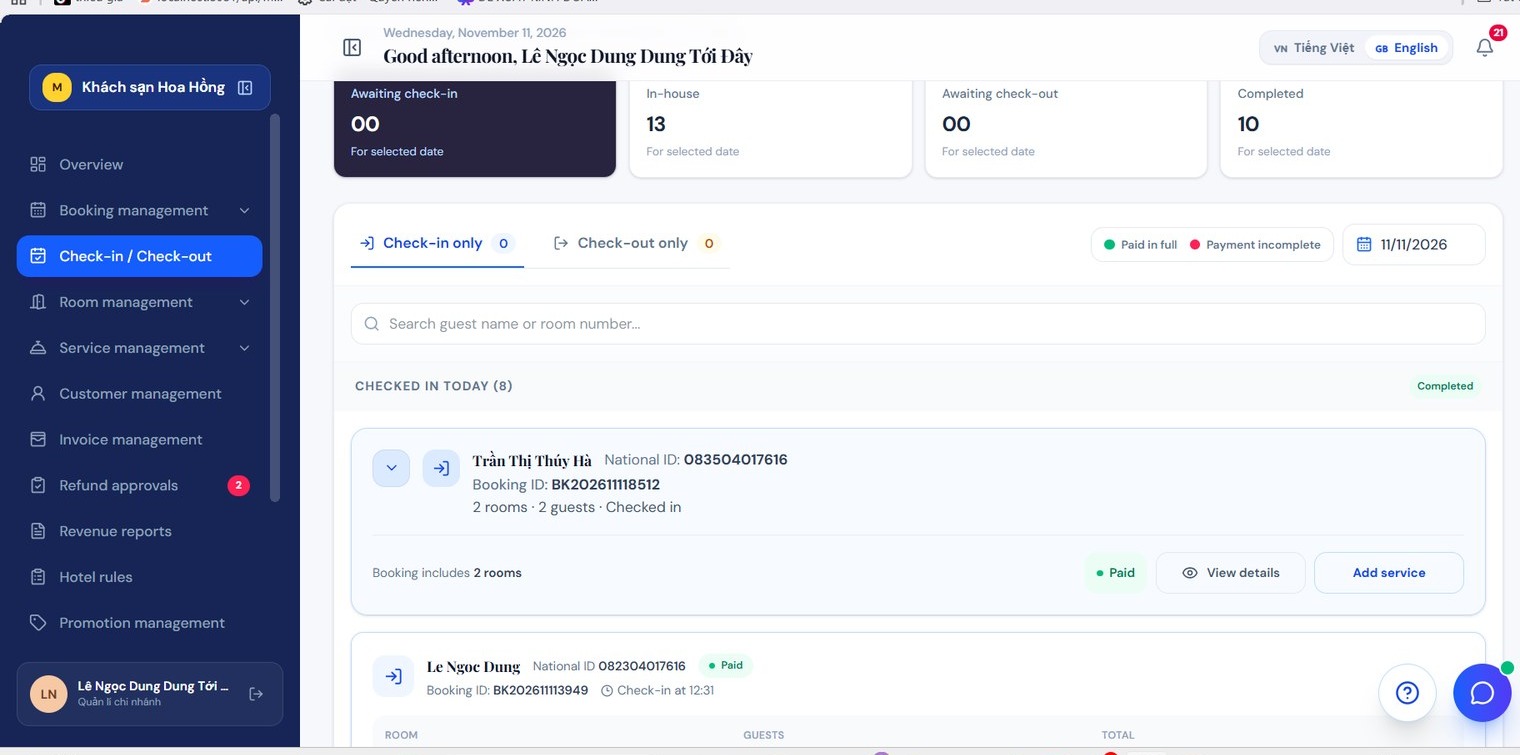 Wednesday, November 11, 2026
Good afternoon, Lê Ngọc Dung Dung Tới Đây
VN Tiếng Việt GB English
21
M Khách sạn Hoa Hồng
Overview
Booking management
Check-in / Check-out
Room management
Service management
Customer management
Invoice management
Refund approvals 2
Revenue reports
Hotel rules
Promotion management
LN Lê Ngọc Dung Dung Tới ...
Quản lí chi nhánh
Awaiting check-in
00
For selected date
In-house
13
For selected date
Awaiting check-out
00
For selected date
Completed
10
For selected date
Check-in only 0 Check-out only 0
Paid in full Payment incomplete 11/11/2026
Search guest name or room number...
CHECKED IN TODAY (8) Completed
Trần Thị Thúy Hà National ID: 083504017616
Booking ID: BK202611118512
2 rooms · 2 guests · Checked in
Booking includes 2 rooms Paid View details Add service
Le Ngoc Dung National ID 082304017616 Paid
Booking ID: BK202611113949 Check-in at 12:31
ROOM GUESTS TOTAL